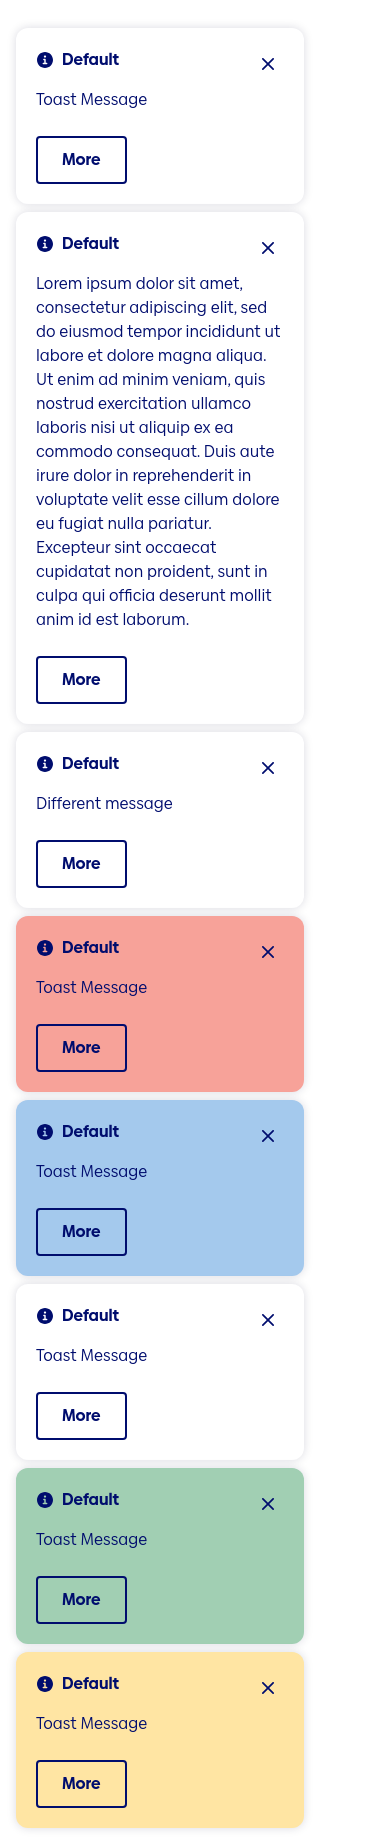 Default
Toast Message
More
Default
Lorem ipsum dolor sit amet,
consectetur adipiscing elit, sed
do eiusmod tempor incididunt ut
labore et dolore magna aliqua.
Ut enim ad minim veniam, quis
nostrud exercitation ullamco
laboris nisi ut aliquip ex ea
commodo consequat. Duis aute
irure dolor in reprehenderit in
voluptate velit esse cillum dolore
eu fugiat nulla pariatur.
Excepteur sint occaecat
cupidatat non proident, sunt in
culpa qui officia deserunt mollit
anim id est laborum.
More
Default
Different message
More
Default
Toast Message
More
Default
Toast Message
More
Default
Toast Message
More
Default
Toast Message
More
Default
Toast Message
More